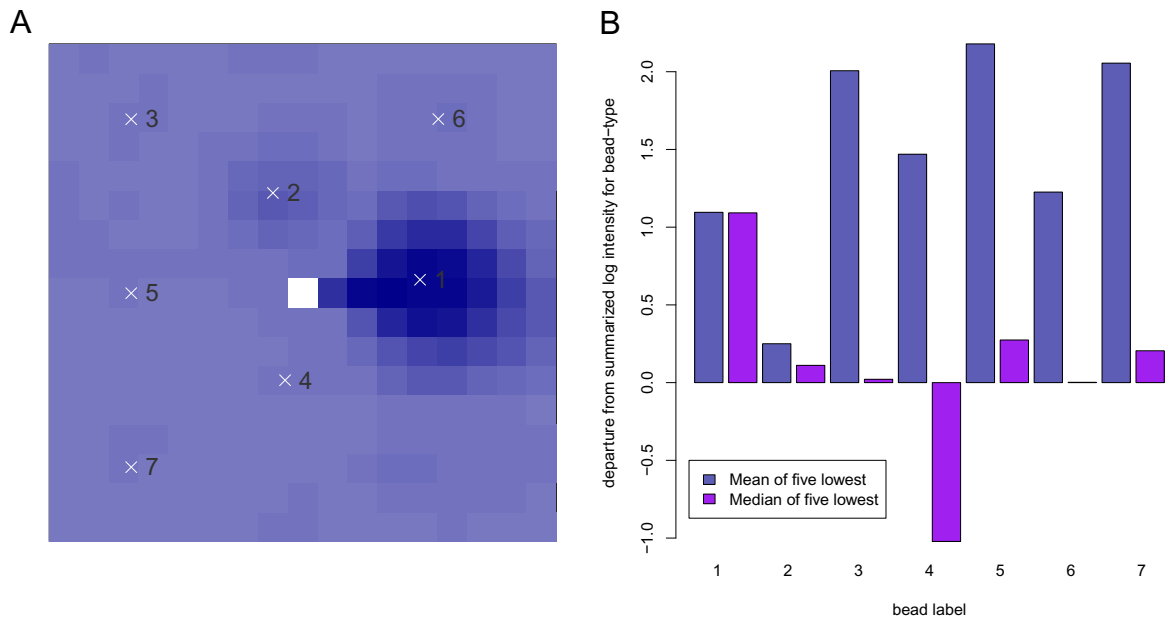 A
3
6
2
1
5
4
7
B
departure from summarized log intensity for bead−type
2.0
1.5
1.0
0.5
0.0
−0.5
−1.0
Mean of five lowest
Median of five lowest
1 2 3 4 5 6 7
bead label